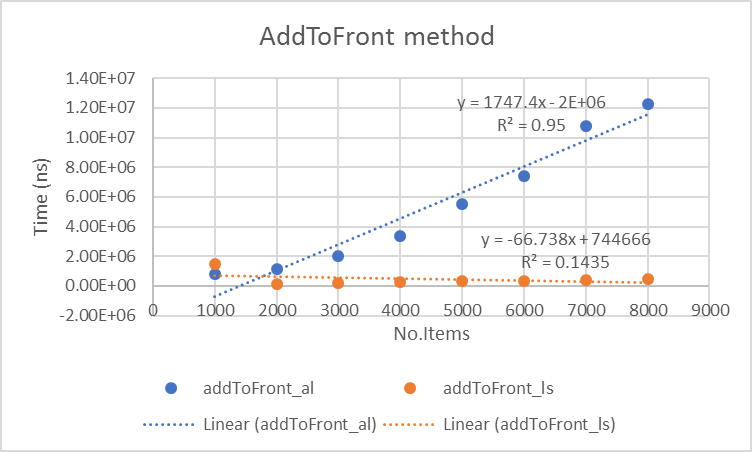 AddToFront method
1.40E+07
1.20E+07
1.00E+07
8.00E+06
6.00E+06
4.00E+06
2.00E+06
0.00E+00
-2.00E+06
Time (ns)
y = 1747.4x - 2E+06
R² = 0.95
y = -66.738x + 744666
R² = 0.1435
0 1000 2000 3000 4000 5000 6000 7000 8000 9000
No.Items
addToFront_al addToFront_ls
Linear (addToFront_al) Linear (addToFront_ls)